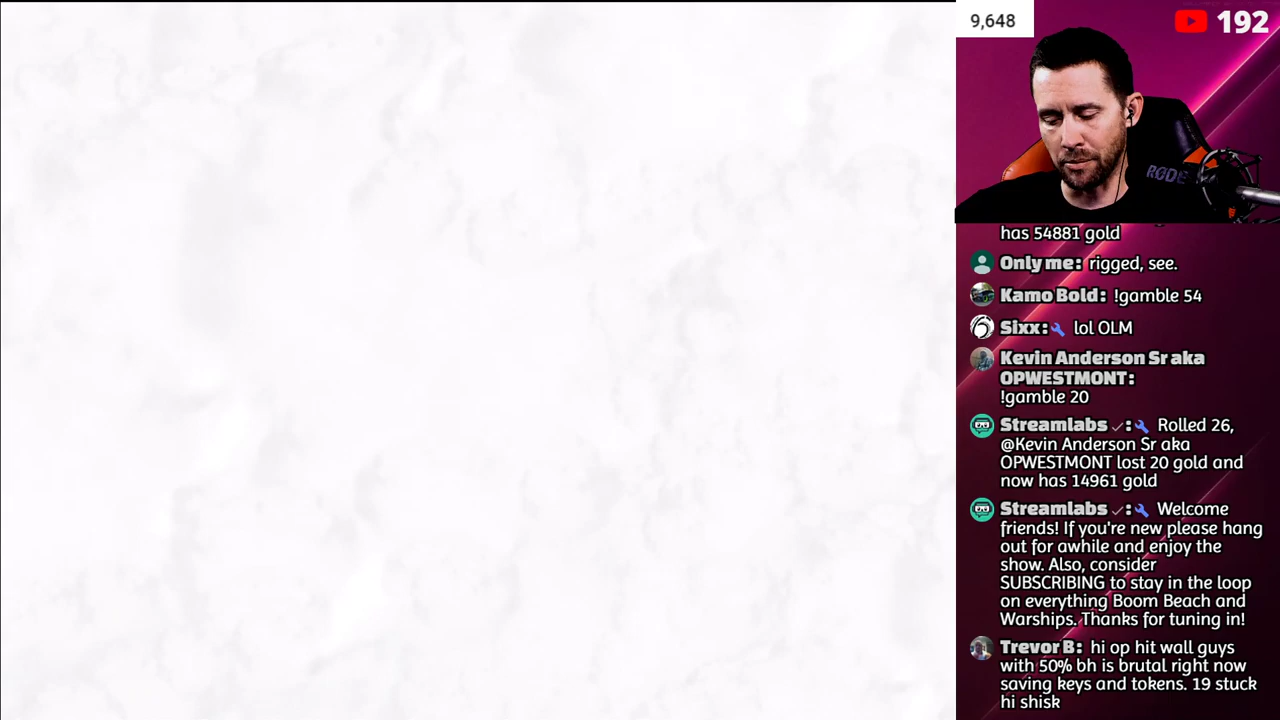 9,648
192
RØDE
has 54881 gold
Only me: rigged, see.
Kamo Bold: !gamble 54
Sixx: lol OLM
Kevin Anderson Sr aka
OPWESTMONT:
!gamble 20
Streamlabs : Rolled 26,
@Kevin Anderson Sr aka
OPWESTMONT lost 20 gold and
now has 14961 gold
Streamlabs : Welcome
friends! If you're new please hang
out for awhile and enjoy the
show. Also, consider
SUBSCRIBING to stay in the loop
on everything Boom Beach and
Warships. Thanks for tuning in!
Trevor B: hi op hit wall guys
with 50% bh is brutal right now
saving keys and tokens. 19 stuck
hi shisk